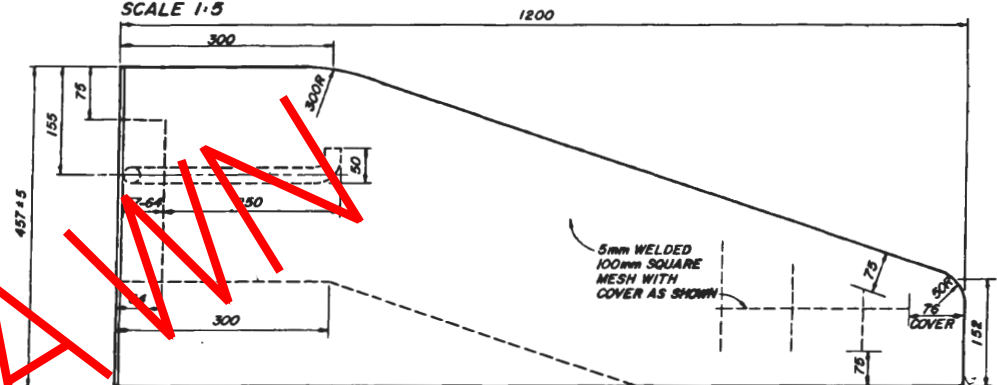 SCALE 1:5
1200
300
300R
75
155
50
457±5
5mm WELDED
100mm SQUARE
MESH WITH
COVER AS SHOWN
75
50R
76
COVER
152
300
75